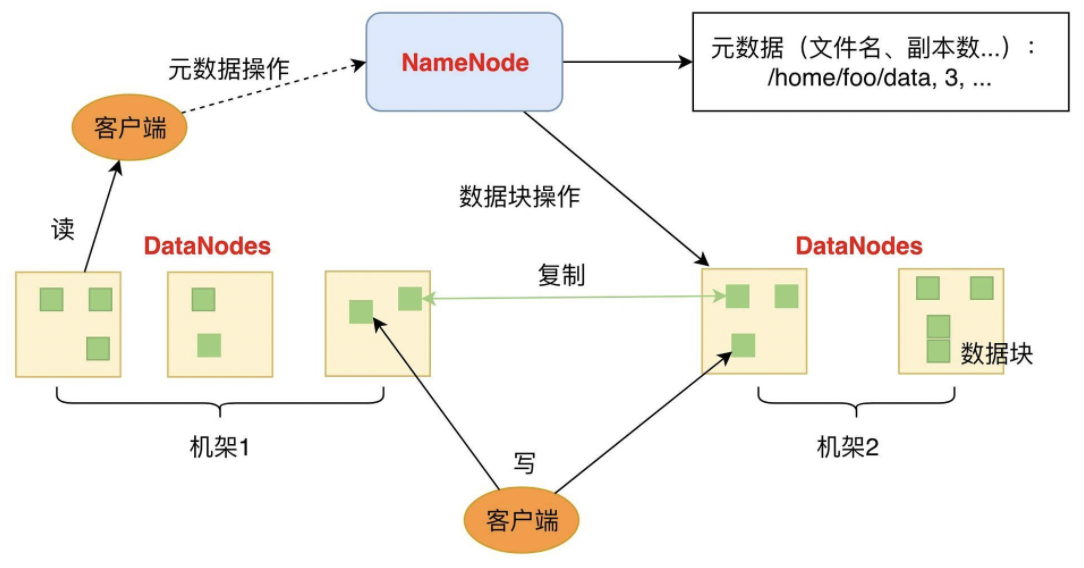 NameNode
元数据（文件名、副本数...）：
/home/foo/data, 3, ...
元数据操作
客户端
数据块操作
读
DataNodes
DataNodes
复制
数据块
机架1
机架2
写
客户端